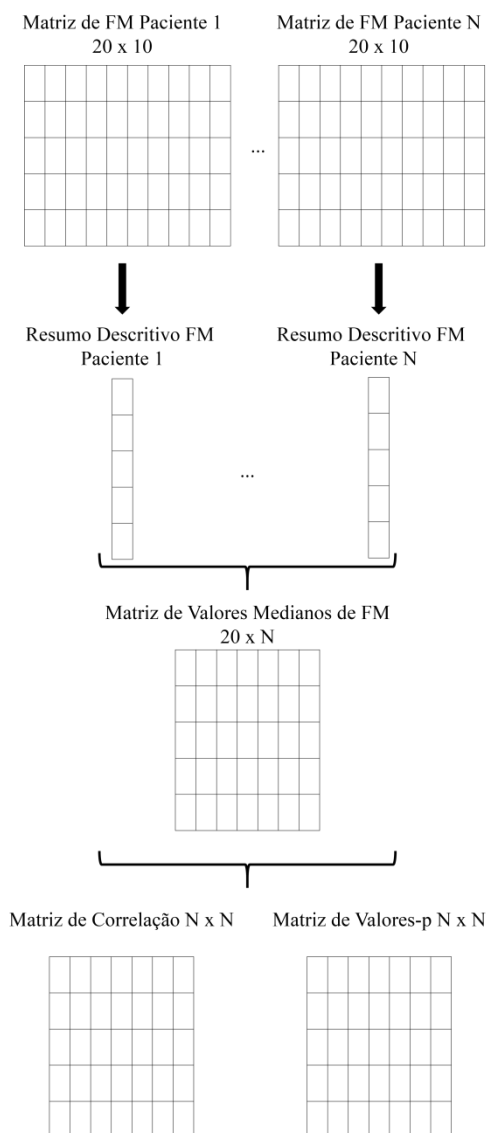 Matriz de FM Paciente 1
20 x 10
Matriz de FM Paciente N
20 x 10
...
Resumo Descritivo FM
Paciente 1
Resumo Descritivo FM
Paciente N
...
Matriz de Valores Medianos de FM
20 x N
Matriz de Correlação N x N
Matriz de Valores-p N x N